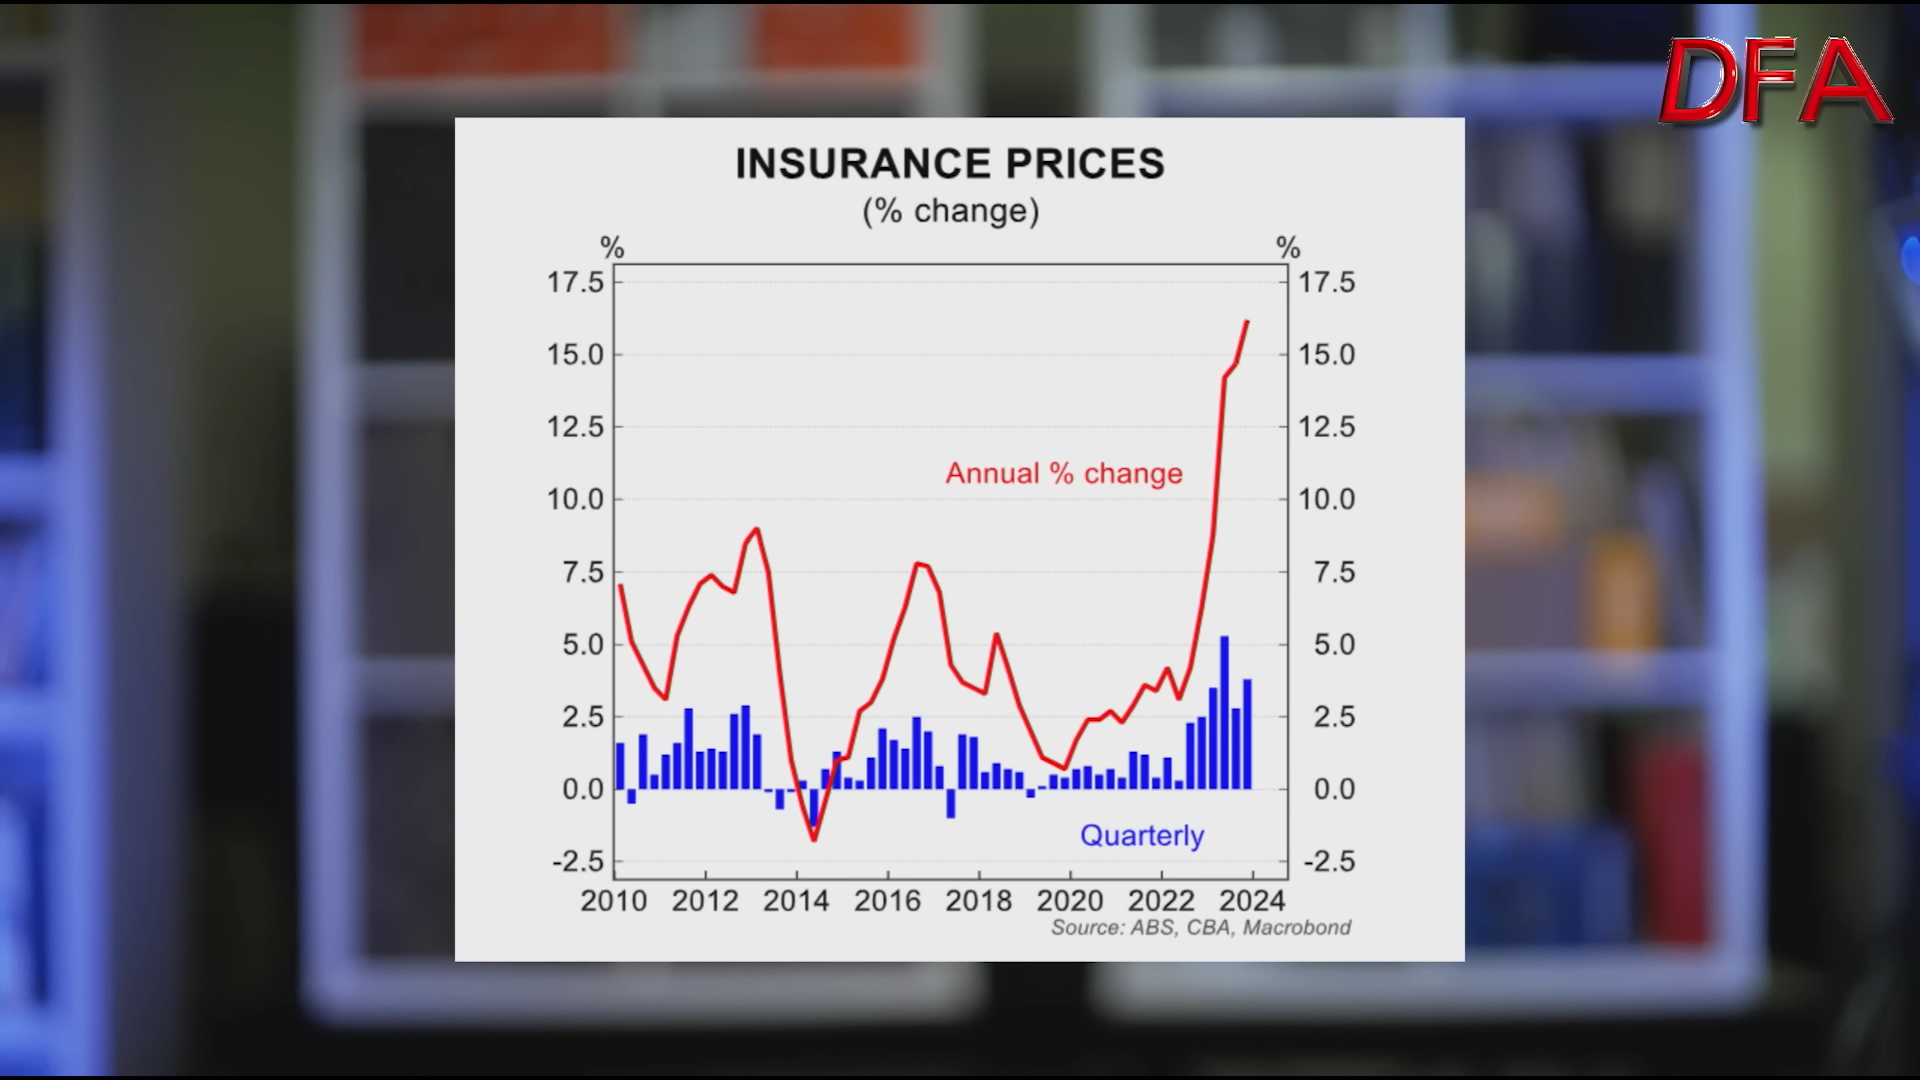 DFA
INSURANCE PRICES
(% change)
% %
17.5 17.5
15.0 15.0
12.5 12.5
Annual % change
10.0 10.0
7.5 7.5
5.0 5.0
2.5 2.5
0.0 0.0
Quarterly
-2.5 -2.5
2010 2012 2014 2016 2018 2020 2022 2024
Source: ABS, CBA, Macrobond